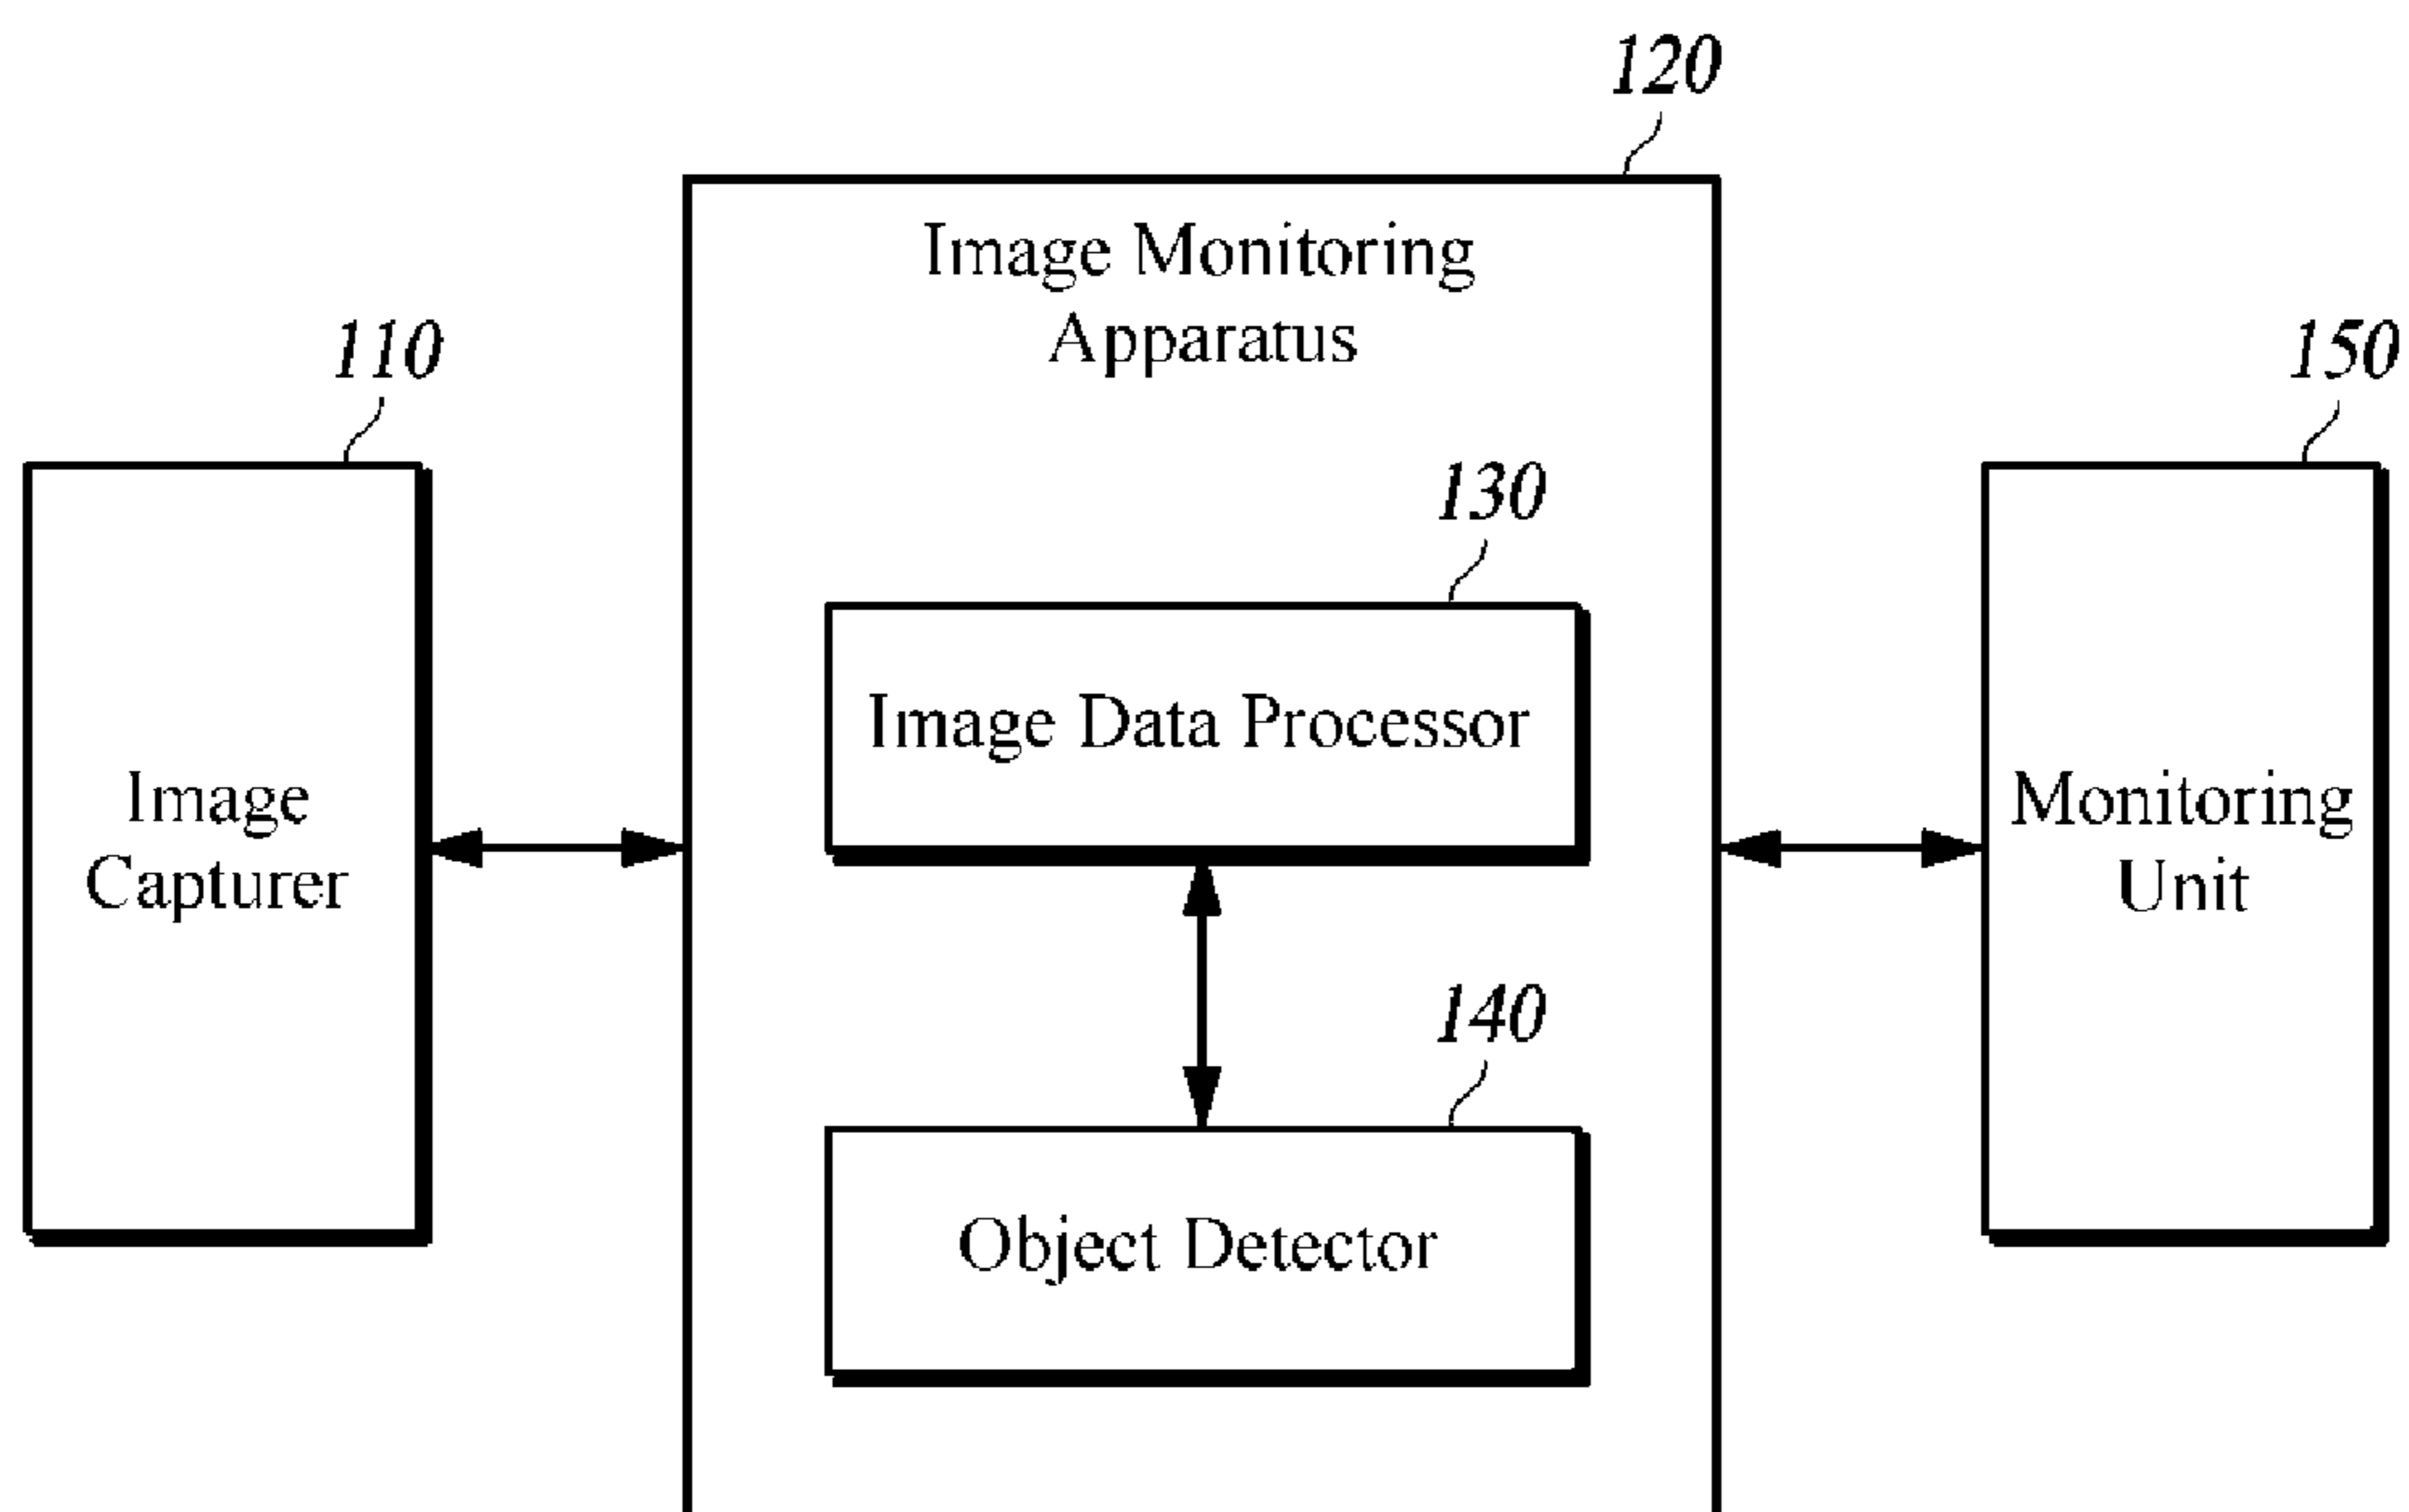 120
Image Monitoring
Apparatus
110
150
130
Image Data Processor
Image
Capturer
Monitoring
Unit
140
Object Detector